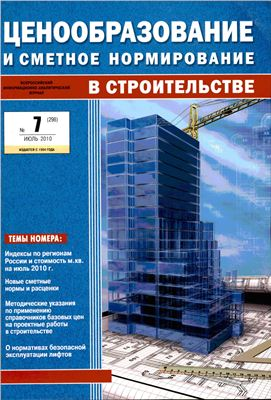 ЦЕНООБРАЗОВАНИЕ
И СМЕТНОЕ НОРМИРОВАНИЕ
ВСЕРОССИЙСКИЙ
ИНФОРМАЦИОННО-АНАЛИТИЧЕСКИЙ
ЖУРНАЛ
В СТРОИТЕЛЬСТВЕ
№ 7 (298)
ИЮЛЬ 2010
ИЗДАЕТСЯ С 1994 ГОДА
ТЕМЫ НОМЕРА:
Индексы по регионам
России и стоимость м.кв.
на июль 2010 г.
Новые сметные
нормы и расценки
Методические указания
по применению
справочников базовых цен
на проектные работы
в строительстве
О нормативах безопасной
эксплуатации лифтов